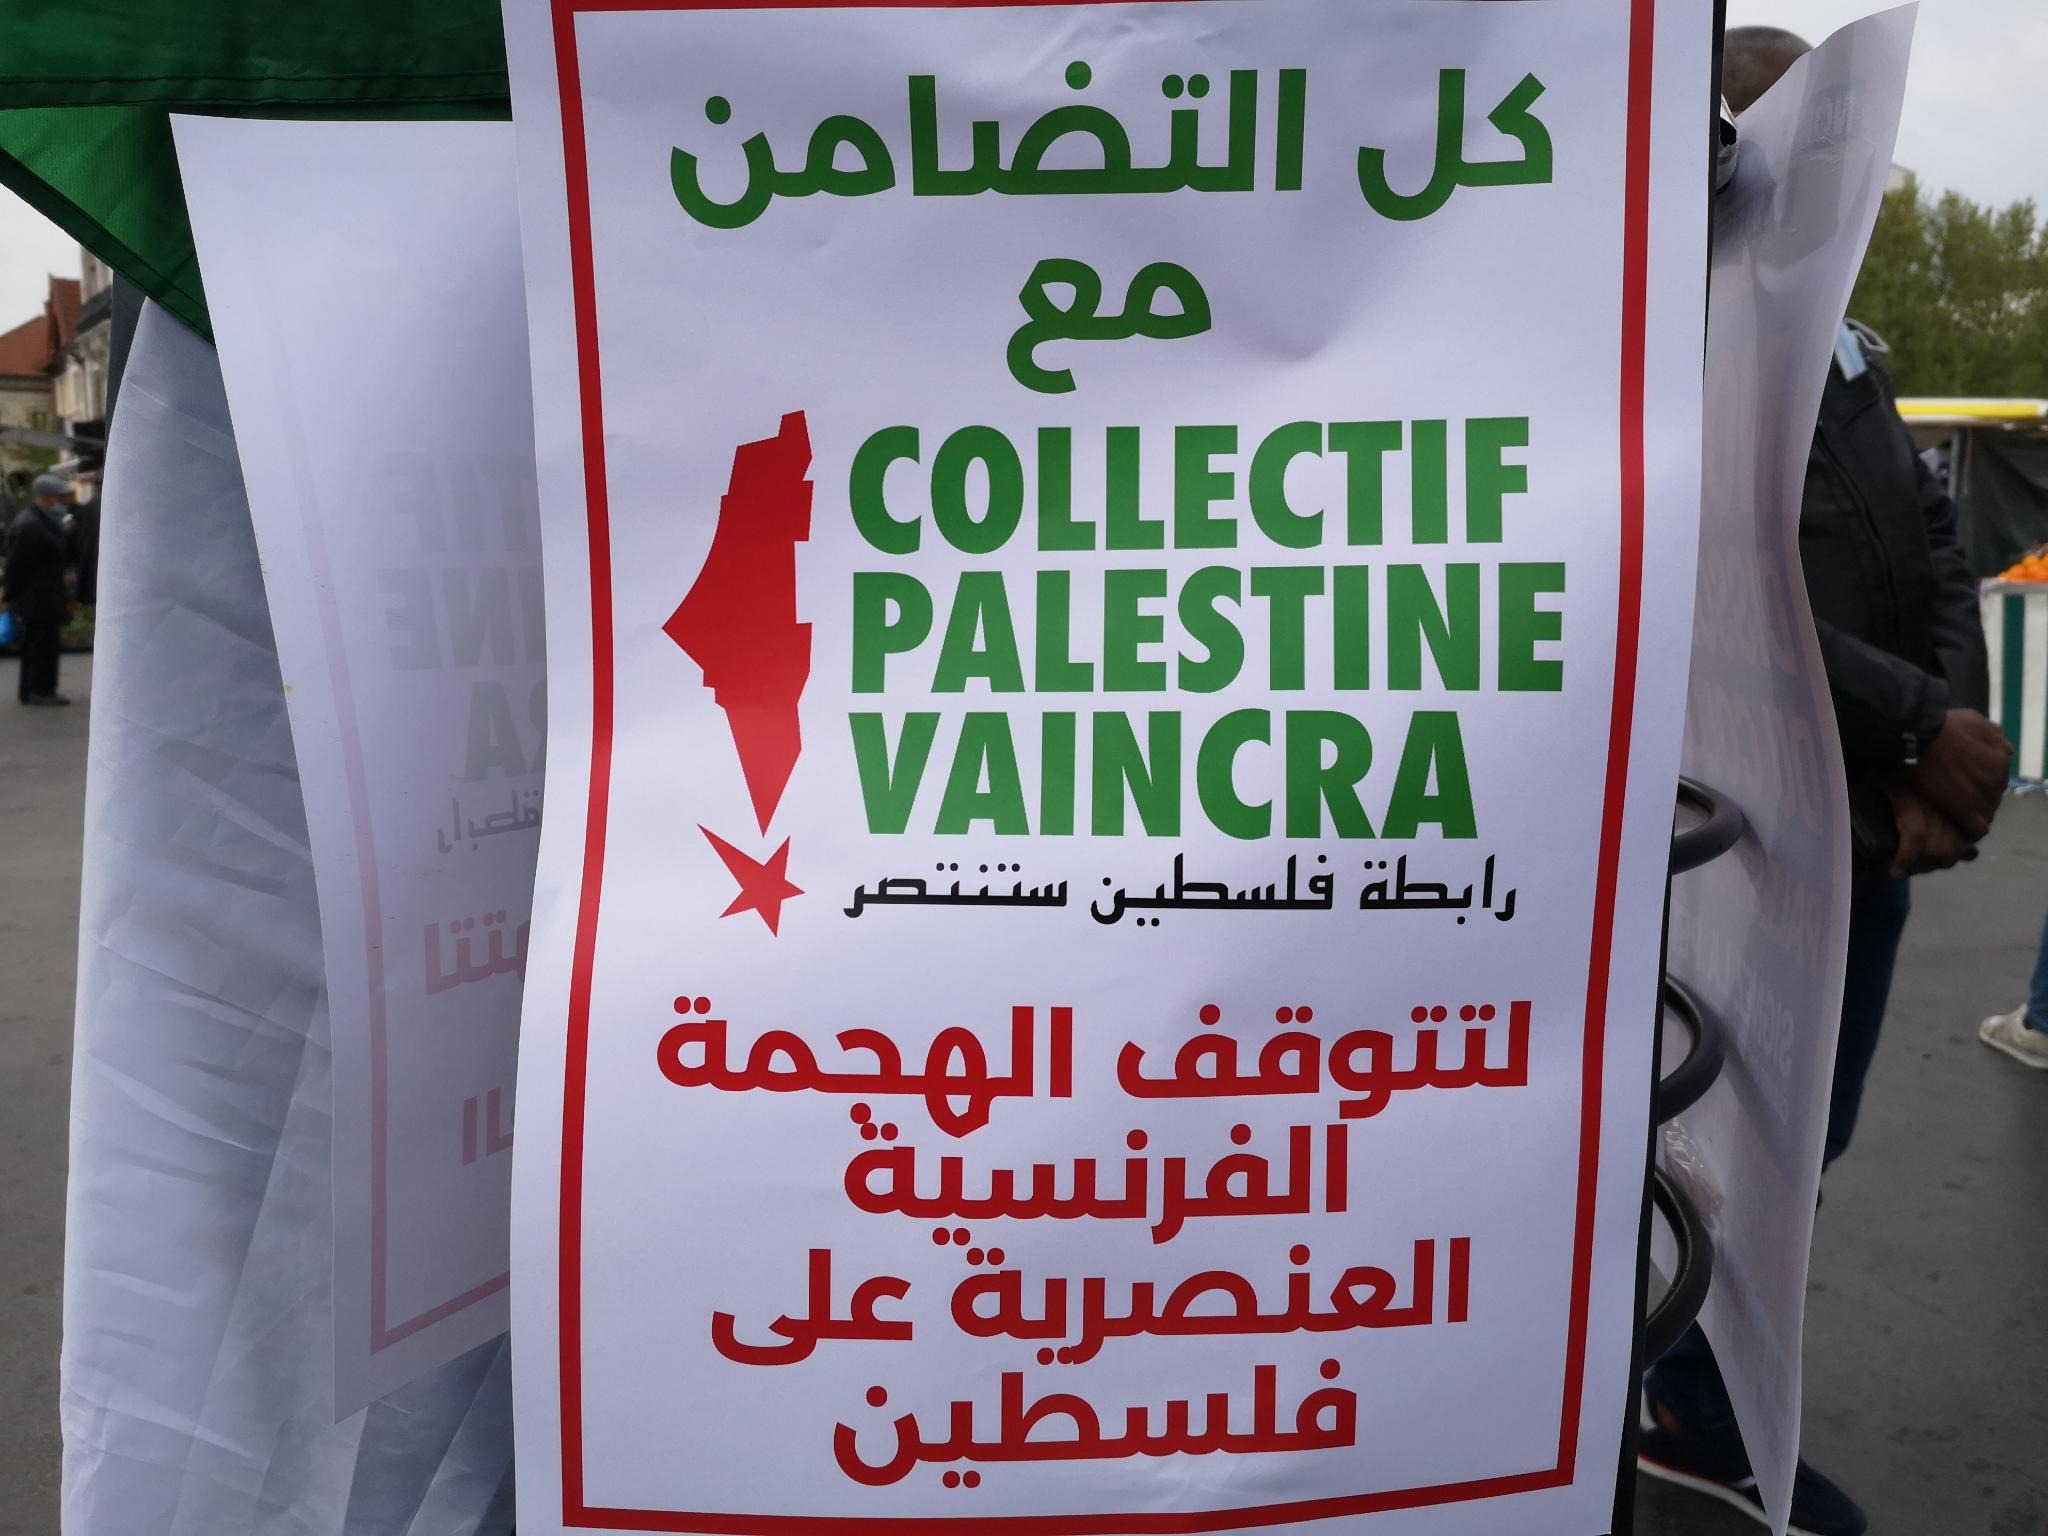 كل التضامن
مع
COLLECTIF
PALESTINE
VAINCRA
رابطة فلسطين ستنتصر
لتتوقف الهجمة
الفرنسية
العنصرية على
فلسطين